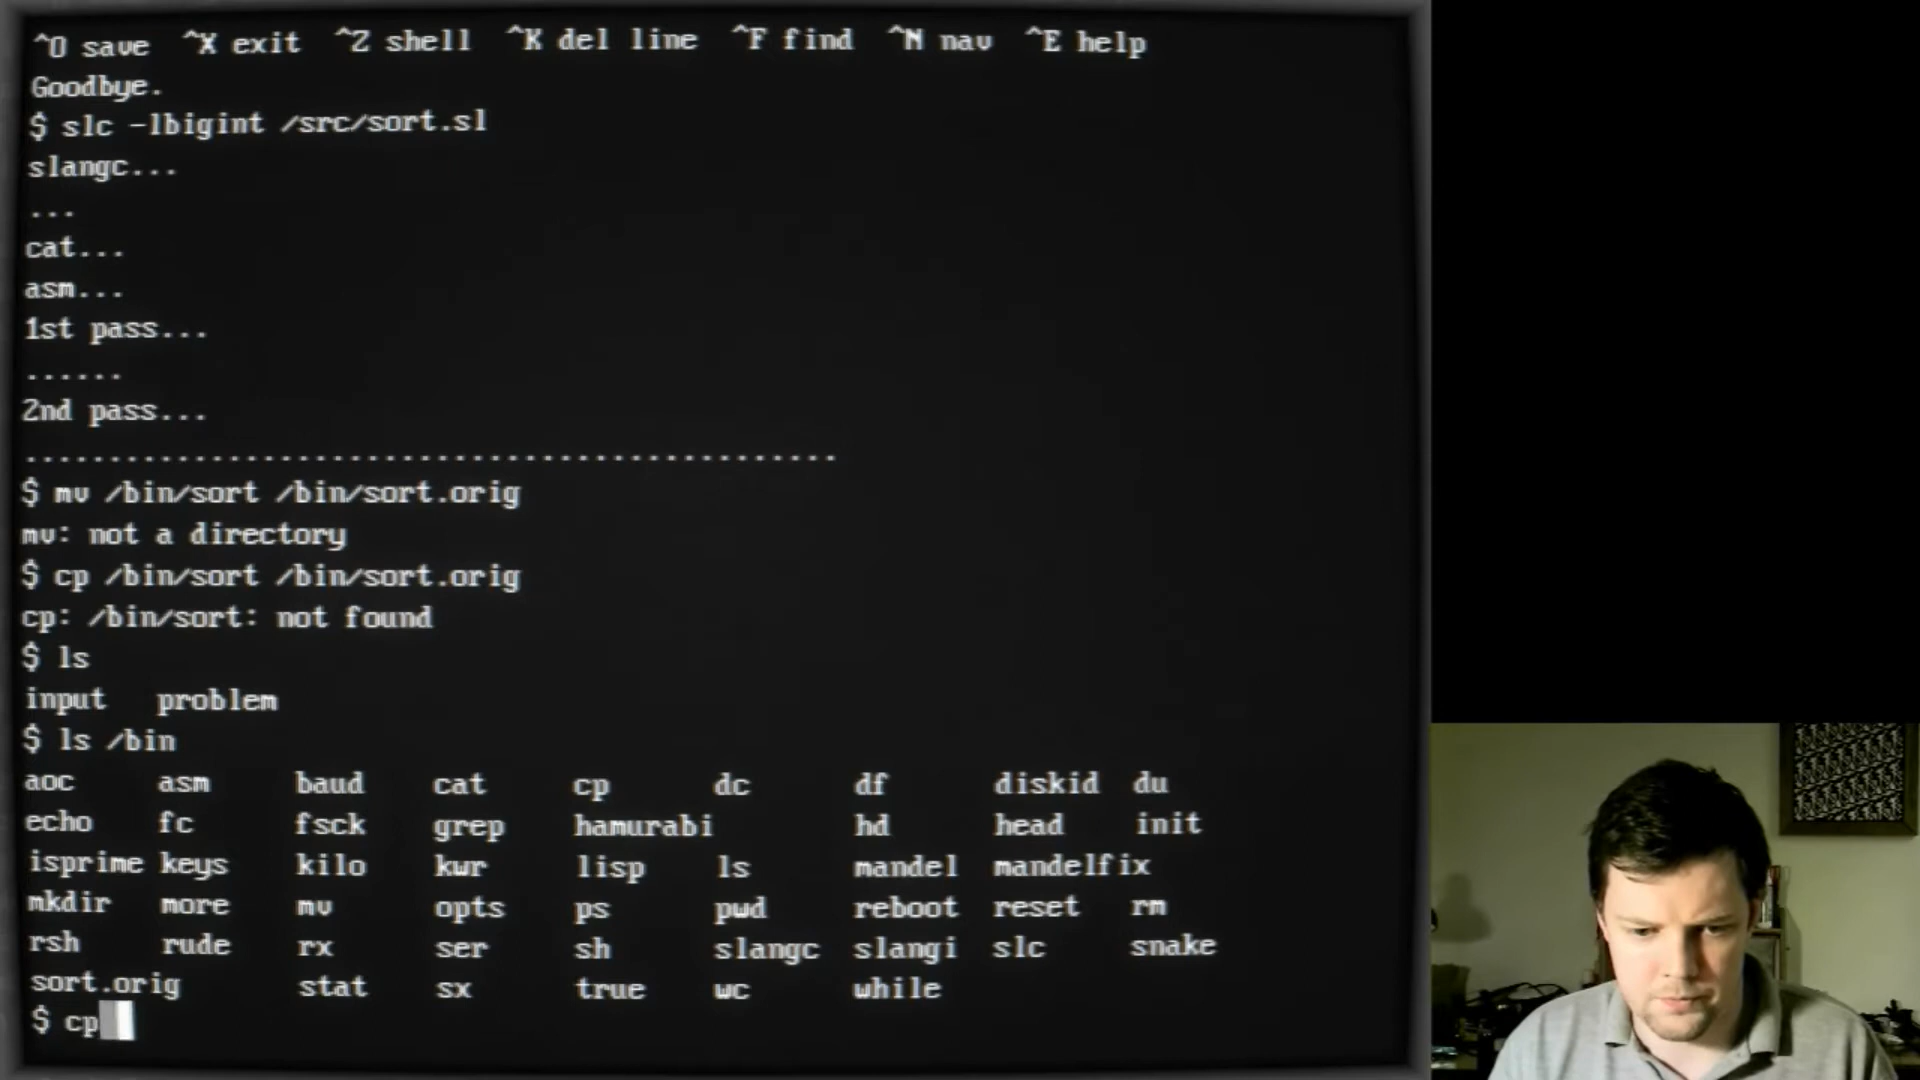 ^O save ^X exit ^Z shell ^K del line ^F find ^N nav ^E help
Goodbye.
$ slc -lbigint /src/sort.sl
slangc...
...
cat...
asm...
1st pass...
......
2nd pass...
.................................................
$ mv /bin/sort /bin/sort.orig
mv: not a directory
$ cp /bin/sort /bin/sort.orig
cp: /bin/sort: not found
$ ls
input problem
$ ls /bin
aoc asm baud cat cp dc df diskid du
echo fc fsck grep hamurabi hd head init
isprime keys kilo kwr lisp ls mandel mandelfix
mkdir more mv opts ps pwd reboot reset rm
rsh rude rx ser sh slangc slangi slc snake
sort.orig stat sx true wc while
$ cp